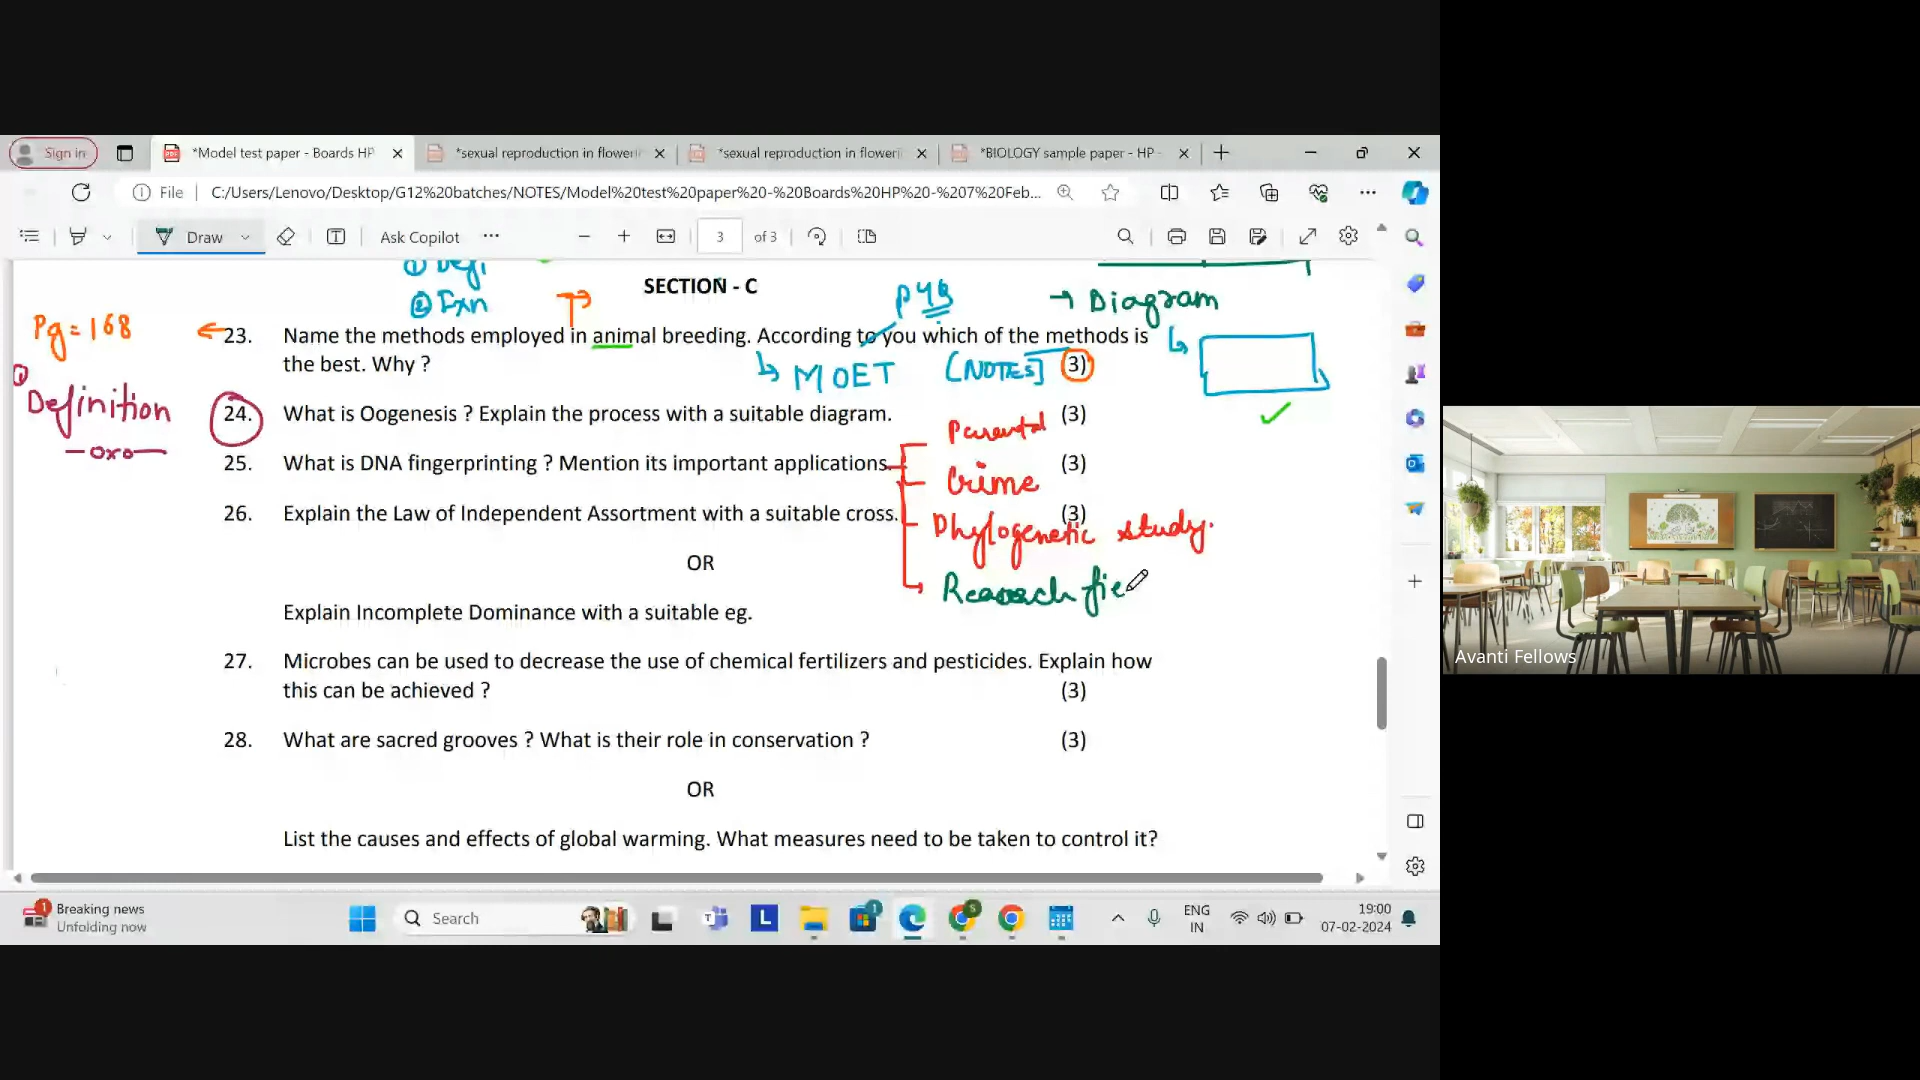 Sign in
*Model test paper - Boards HP
*sexual reproduction in floweri
*sexual reproduction in floweri
*BIOLOGY sample paper - HP -
File
C:/Users/Lenovo/Desktop/G12%20batches/NOTES/Model%20test%20paper%20-%20Boards%20HP%20-%207%20Feb...
Draw
Ask Copilot
3
of 3
① Defi
② Fxn
SECTION - C
PYQ
→ Diagram
Pg = 168
23. Name the methods employed in animal breeding. According to you which of the methods is
the best. Why ? (3)
MOET [NOTES]
① Definition
24. What is Oogenesis ? Explain the process with a suitable diagram. (3)
Parental
25. What is DNA fingerprinting ? Mention its important applications. (3)
Crime
26. Explain the Law of Independent Assortment with a suitable cross. (3)
Phylogenetic study.
OR
Explain Incomplete Dominance with a suitable eg.
27. Microbes can be used to decrease the use of chemical fertilizers and pesticides. Explain how
this can be achieved ? (3)
28. What are sacred grooves ? What is their role in conservation ? (3)
OR
List the causes and effects of global warming. What measures need to be taken to control it?
Avanti Fellows
1
Breaking news
Unfolding now
Search
T
L
1
S
ENG
IN
19:00
07-02-2024